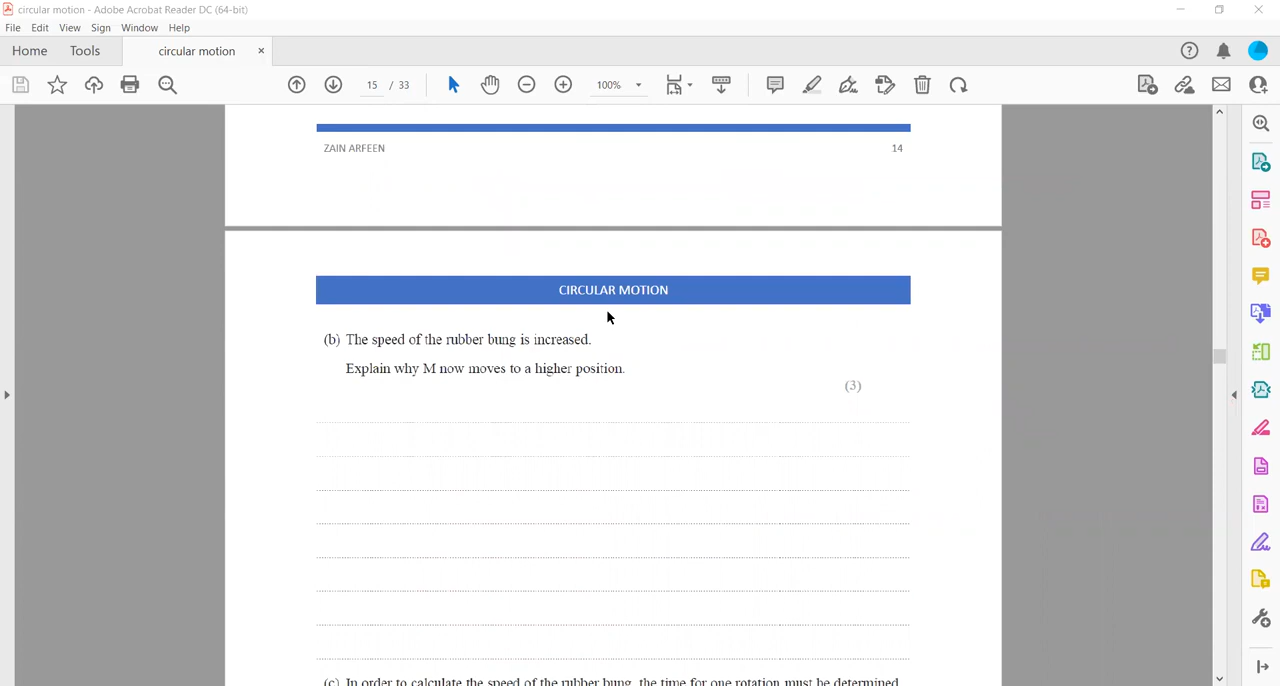 circular motion - Adobe Acrobat Reader DC (64-bit)
File Edit View Sign Window Help
Home Tools circular motion ×
15 / 33 100%
ZAIN ARFEEN 14
CIRCULAR MOTION
(b) The speed of the rubber bung is increased.
Explain why M now moves to a higher position.
(3)
(c) In order to calculate the speed of the rubber bung, the time for one rotation must be determined